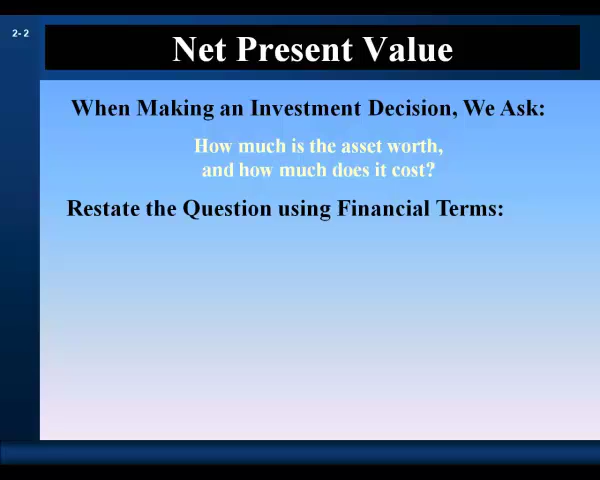 2- 2
Net Present Value
When Making an Investment Decision, We Ask:
How much is the asset worth,
and how much does it cost?
Restate the Question using Financial Terms: